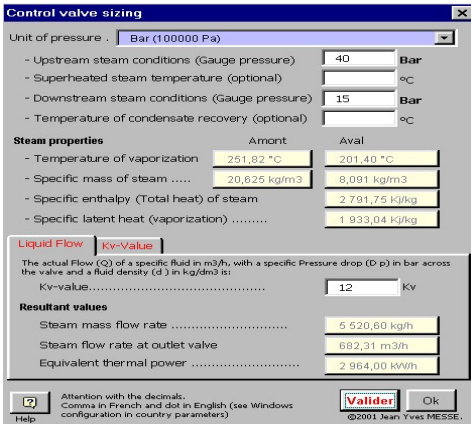 Control valve sizing
Unit of pressure . Bar (100000 Pa)
- Upstream steam conditions (Gauge pressure) 40 Bar
- Superheated steam temperature (optional) ºC
- Downstream steam conditions (Gauge pressure) 15 Bar
- Temperature of condensate recovery (optional) ºC
Steam properties Amont Aval
- Temperature of vaporization 251,82 °C 201,40 °C
- Specific mass of steam ..... 20,625 kg/m3 8,091 kg/m3
- Specific enthalpy (Total heat) of steam 2 791,75 Kj/kg
- Specific latent heat (vaporization) ......... 1 933,04 Kj/kg
Liquid Flow Kv-Value
The actual Flow (Q) of a specific fluid in m3/h, with a specific Pressure drop (D p) in bar across
the valve and a fluid density (d ) in kg/dm3 is:
Kv-value......................................... 12 Kv
Resultant values
Steam mass flow rate ........................... 5 520,60 kg/h
Steam flow rate at outlet valve 682,31 m3/h
Equivalent thermal power ......................... 2 964,00 kW/h
Help
Attention with the decimals.
Comma in French and dot in English (see Windows
configuration in country parameters)
Valider Ok
©2001 Jean Yves MESSE.